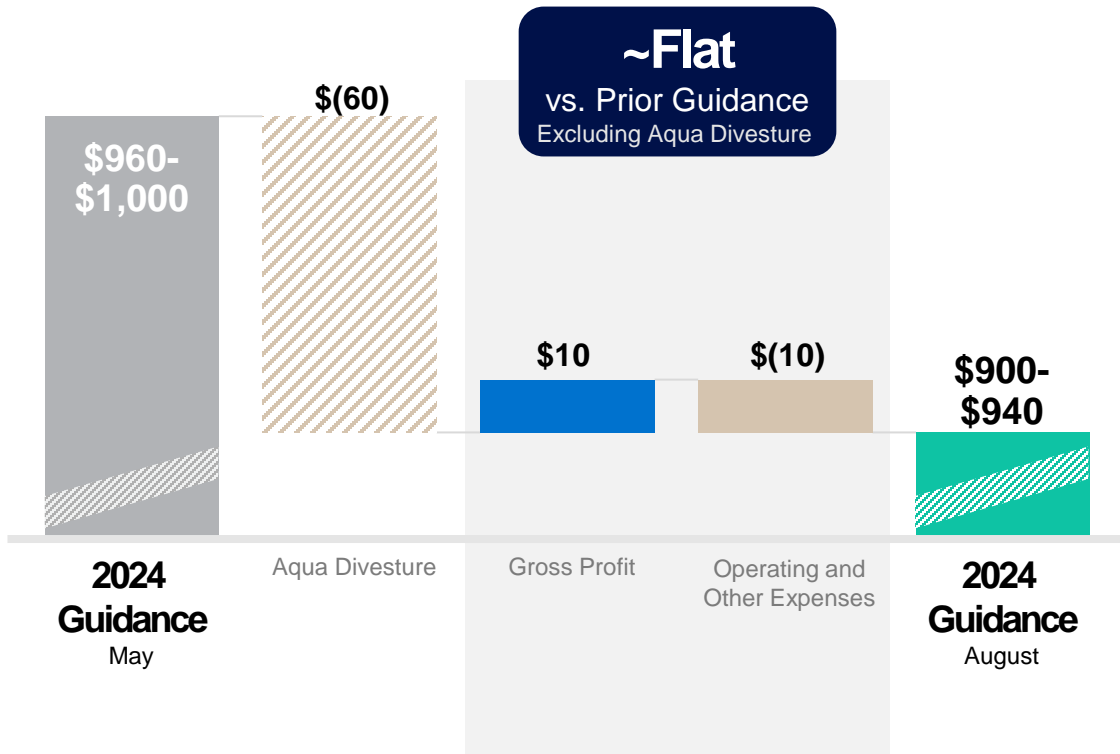 ~Flat
vs. Prior Guidance
Excluding Aqua Divesture
$960-
$1,000
$(60)
$10
$(10)
$900-
$940
2024
Guidance
May
Aqua Divesture
Gross Profit
Operating and
Other Expenses
2024
Guidance
August